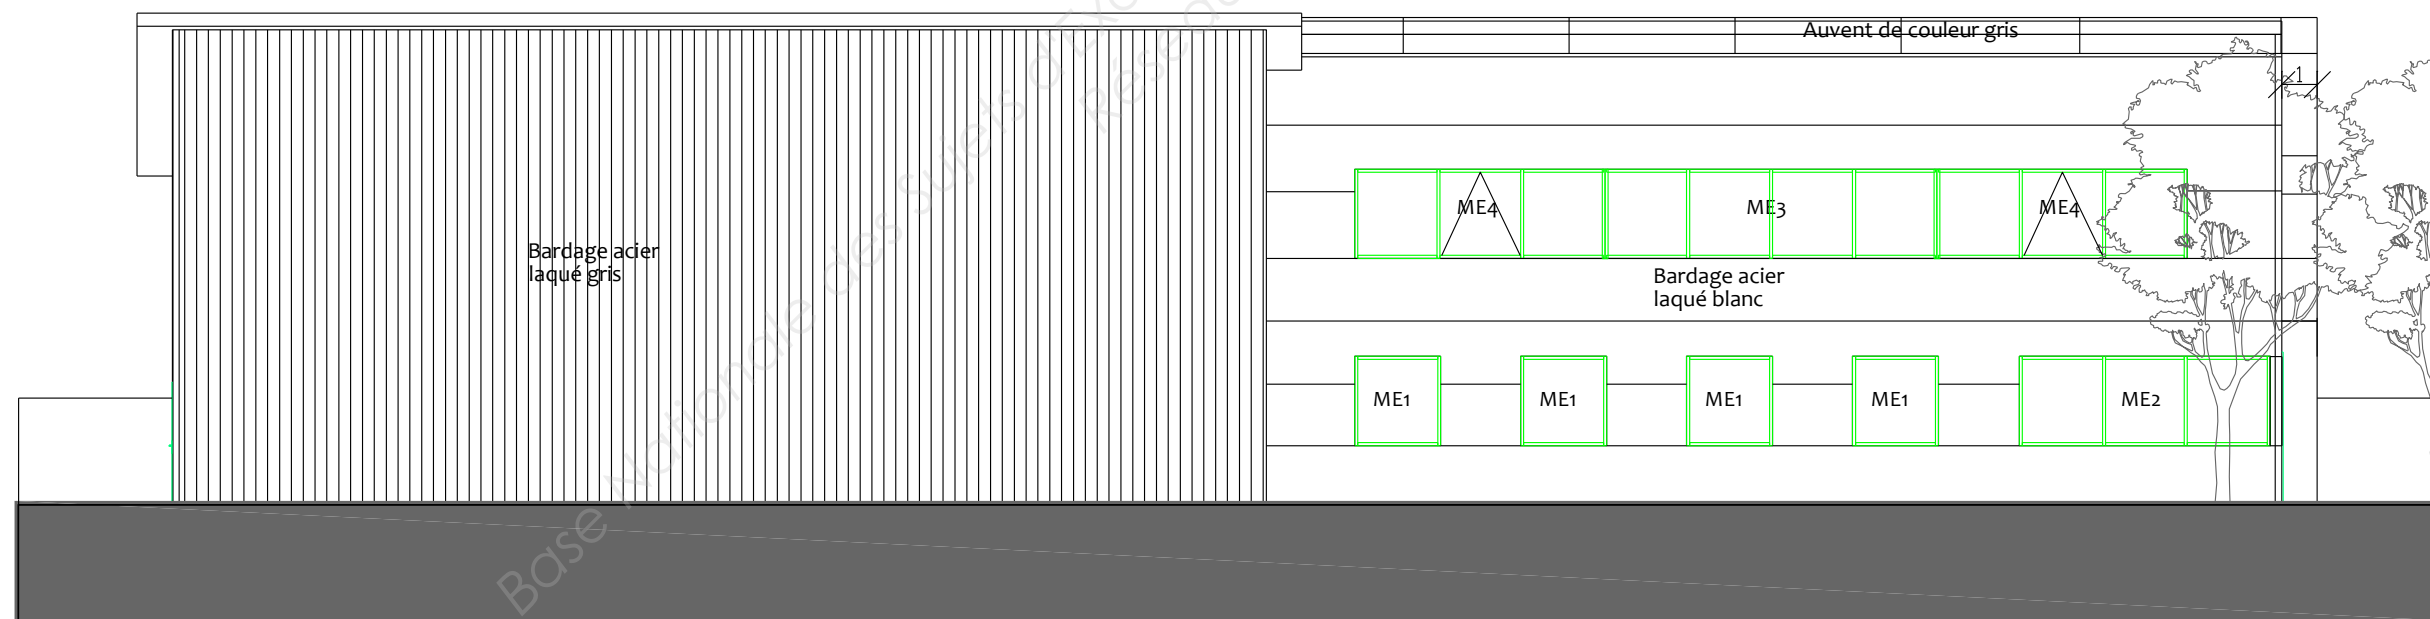 Auvent de couleur gris
1
ME4
ME3
ME4
Bardage acier
laqué gris
Bardage acier
laqué blanc
ME1
ME1
ME1
ME1
ME2
Base Nationale des Sujets d'Exa
Réseau